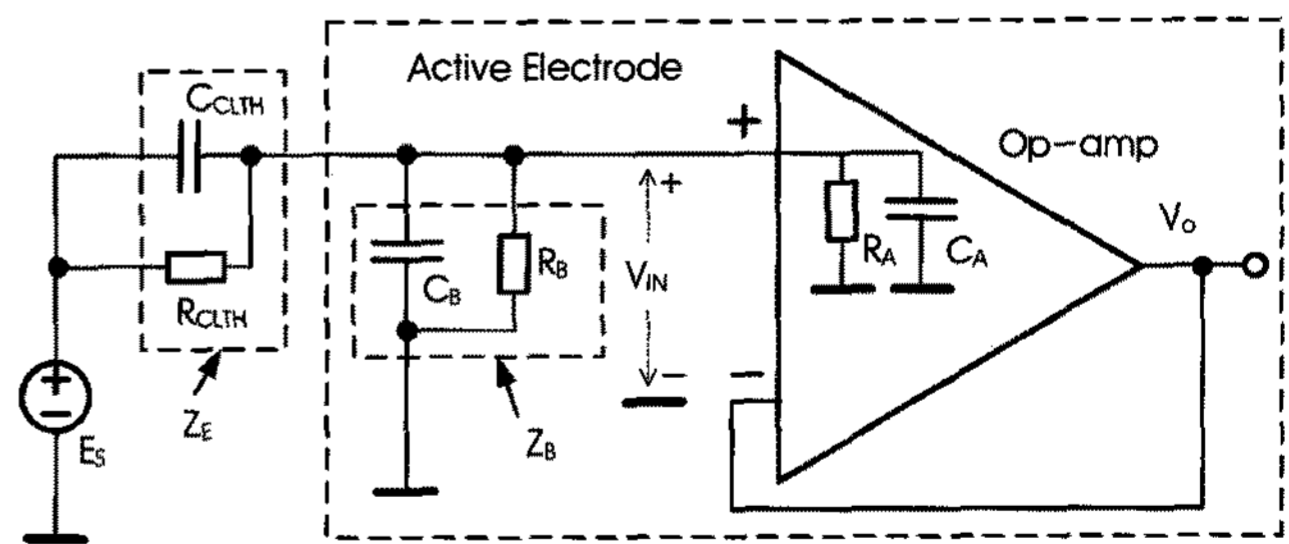 Active Electrode
C_CLTH
+
Op-amp
+
V_O
R_A
C_A
R_B
C_B
V_IN
R_CLTH
+
−
−
−
Z_E
E_S
Z_B